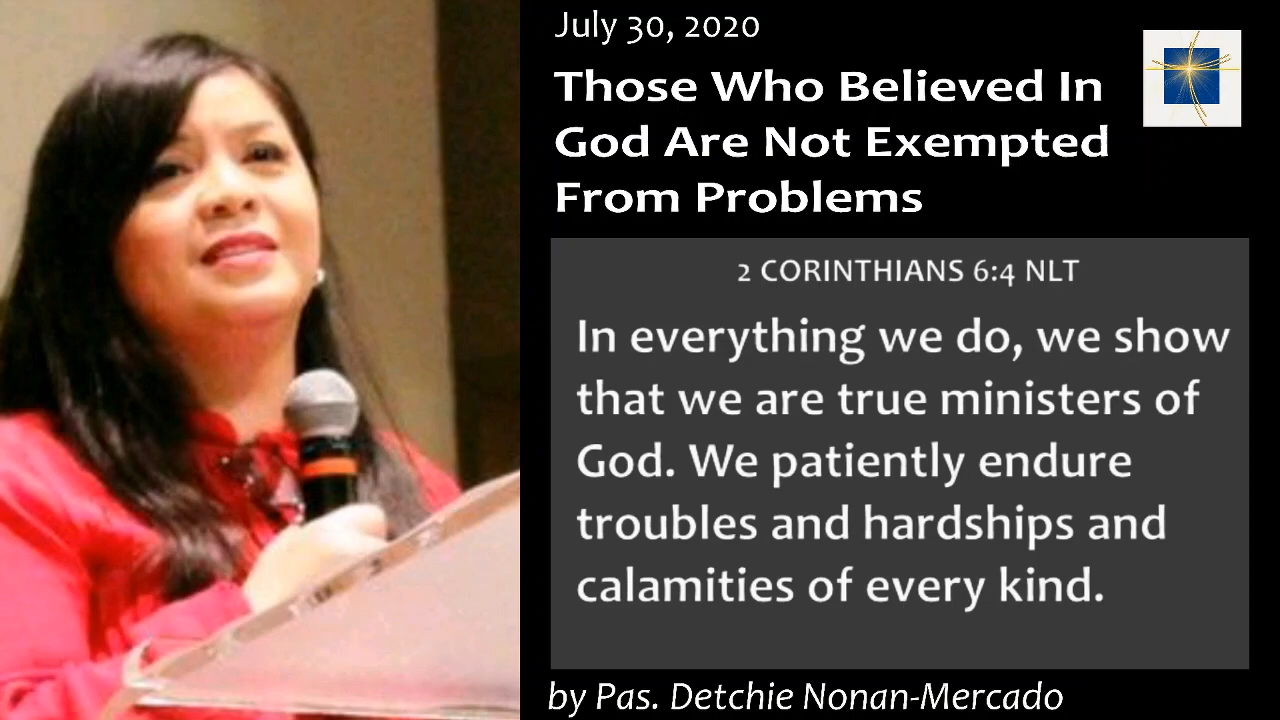 July 30, 2020
Those Who Believed In
God Are Not Exempted
From Problems
2 CORINTHIANS 6:4 NLT
In everything we do, we show
that we are true ministers of
God. We patiently endure
troubles and hardships and
calamities of every kind.
by Pas. Detchie Nonan-Mercado